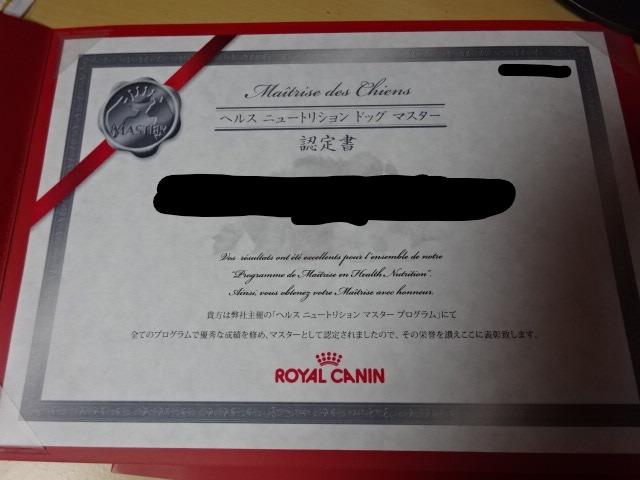 MASTER
Maîtrise des Chiens
ヘルス ニュートリション ドッグ マスター
認定書
Vos résultats ont été excellents pour l'ensemble de notre
"Programme de Maîtrise en Health Nutrition".
Ainsi, vous obtenez votre Maîtrise avec honneur.
貴方は弊社主催の「ヘルス ニュートリション マスター プログラム」にて
全てのプログラムで優秀な成績を修め、マスターとして認定されましたので、その栄誉を讃えここに表彰致します。
ROYAL CANIN